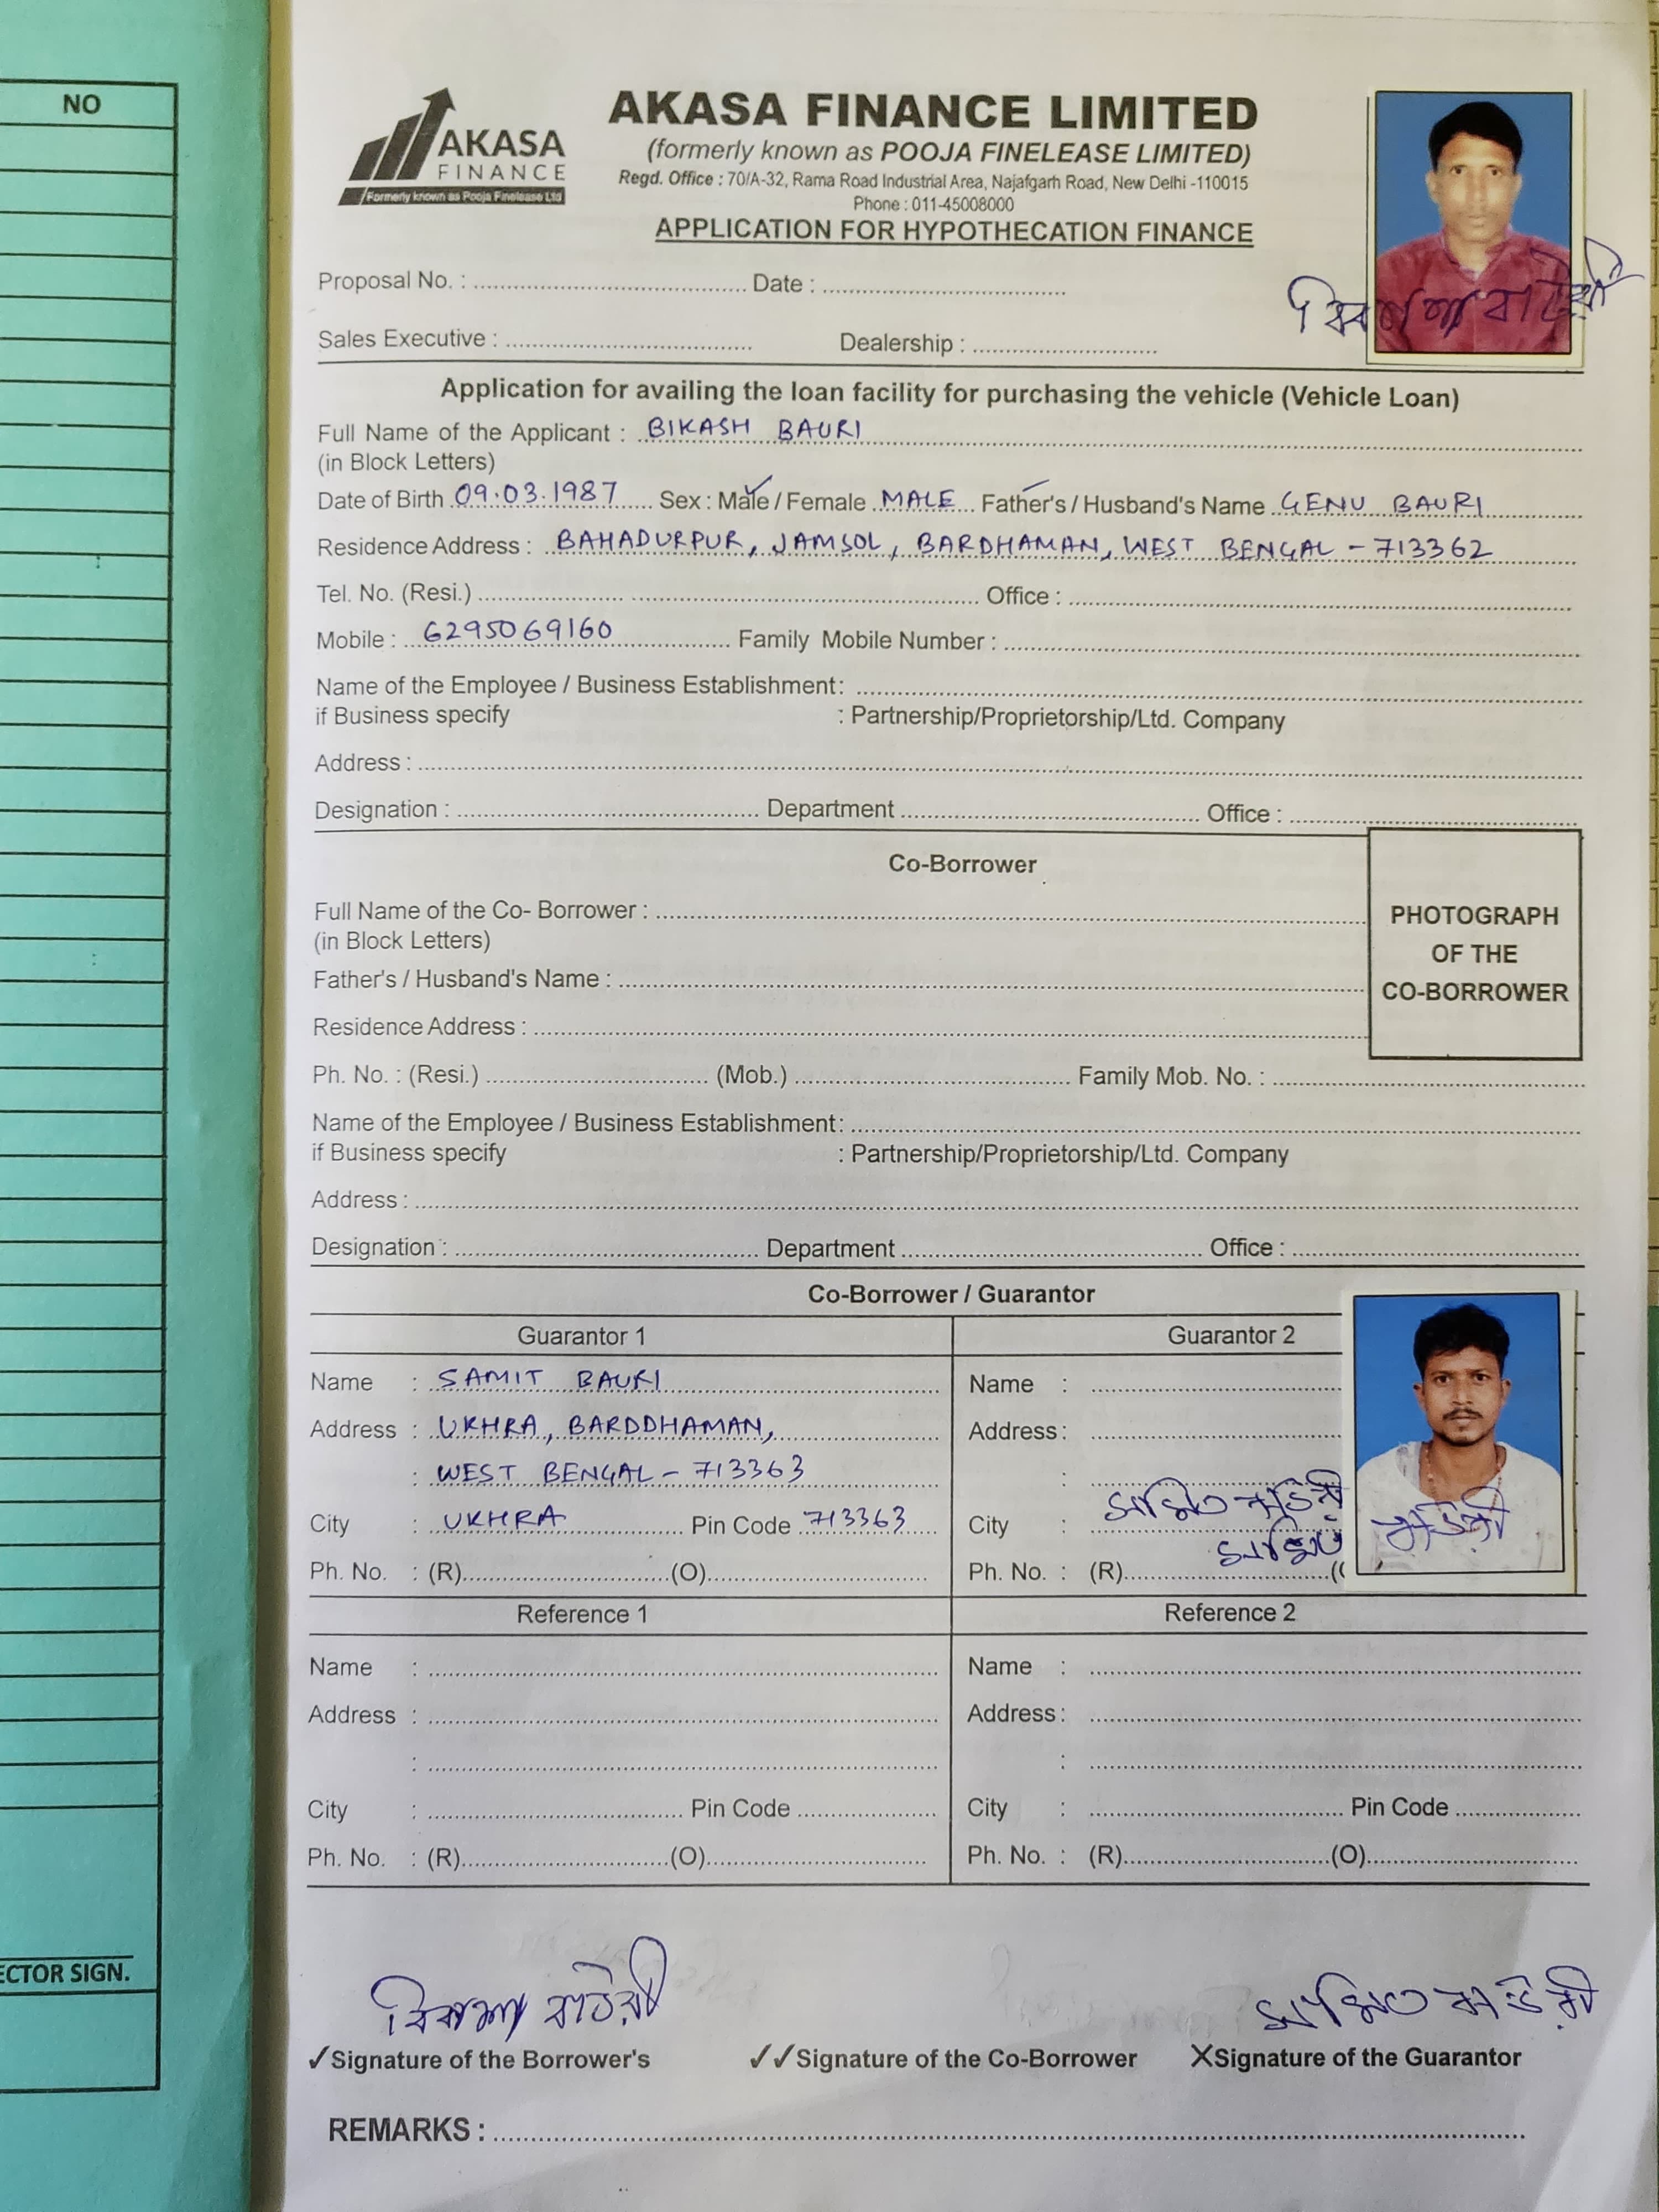 NO
AKASA
FINANCE
Formerly known as Pooja Finelease Ltd
AKASA FINANCE LIMITED
(formerly known as POOJA FINELEASE LIMITED)
Regd. Office : 70/A-32, Rama Road Industrial Area, Najafgarh Road, New Delhi -110015
Phone : 011-45008000
APPLICATION FOR HYPOTHECATION FINANCE
Proposal No. : Date :
বিকাশ বাউরী
Sales Executive : Dealership :
Application for availing the loan facility for purchasing the vehicle (Vehicle Loan)
Full Name of the Applicant : BIKASH BAURI
(in Block Letters)
Date of Birth 09.03.1987 Sex : Male / Female MALE Father's / Husband's Name GENU BAURI
Residence Address : BAHADURPUR, JAMSOL, BARDHAMAN, WEST BENGAL - 713362
Tel. No. (Resi.) Office :
Mobile : 6295069160 Family Mobile Number :
Name of the Employee / Business Establishment:
if Business specify : Partnership/Proprietorship/Ltd. Company
Address :
Designation : Department Office :
Co-Borrower
Full Name of the Co- Borrower :
(in Block Letters)
PHOTOGRAPH
OF THE
CO-BORROWER
Father's / Husband's Name :
Residence Address :
Ph. No. : (Resi.) (Mob.) Family Mob. No. :
Name of the Employee / Business Establishment:
if Business specify : Partnership/Proprietorship/Ltd. Company
Address :
Designation : Department Office :
Co-Borrower / Guarantor
Guarantor 1 Guarantor 2
Name : SAMIT BAURI Name :
Address : UKHRA, BARDDHAMAN, Address :
: WEST BENGAL - 713363 :
সামিত বাউরী
City : UKHRA Pin Code 713363 City :
সামিত বাউরী
Ph. No. : (R) (O) Ph. No. : (R)
Reference 1 Reference 2
Name : Name :
Address : Address :
: :
City : Pin Code City : Pin Code
Ph. No. : (R) (O) Ph. No. : (R) (O)
ECTOR SIGN.
বিকাশ বাউরী সামিত বাউরী
✓Signature of the Borrower's ✓✓Signature of the Co-Borrower XSignature of the Guarantor
REMARKS :